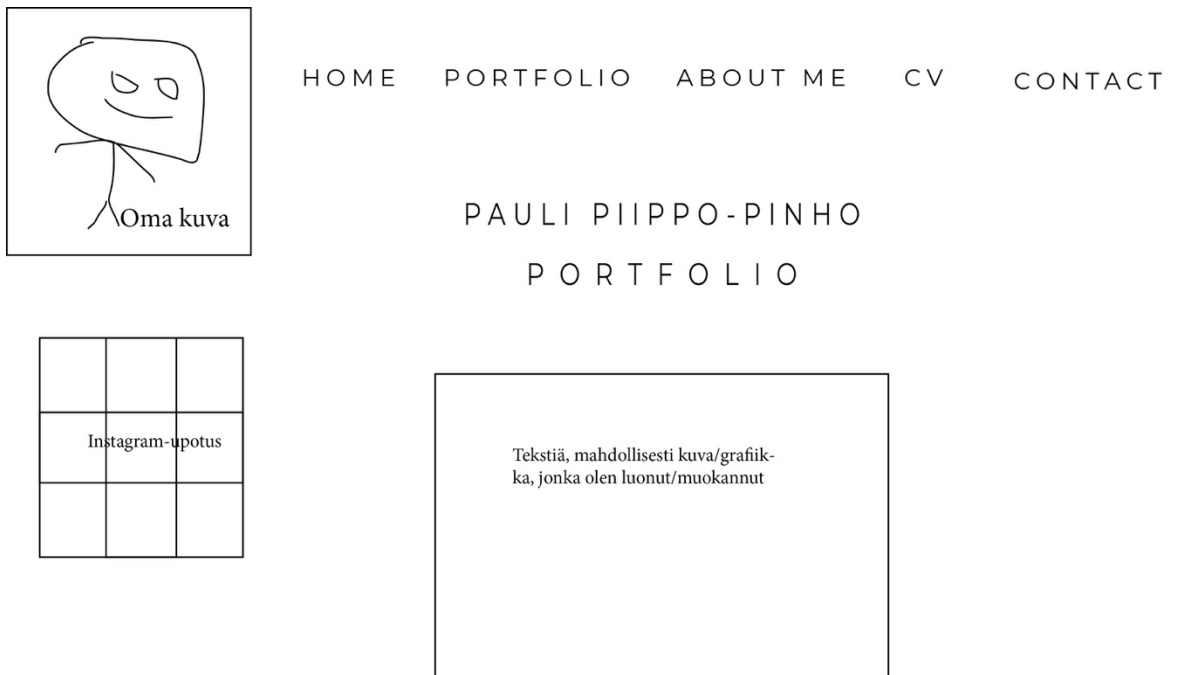 HOME PORTFOLIO ABOUT ME CV CONTACT
Oma kuva
PAULI PIIPPO-PINHO
PORTFOLIO
Instagram-upotus
Tekstiä, mahdollisesti kuva/grafiik-
ka, jonka olen luonut/muokannut